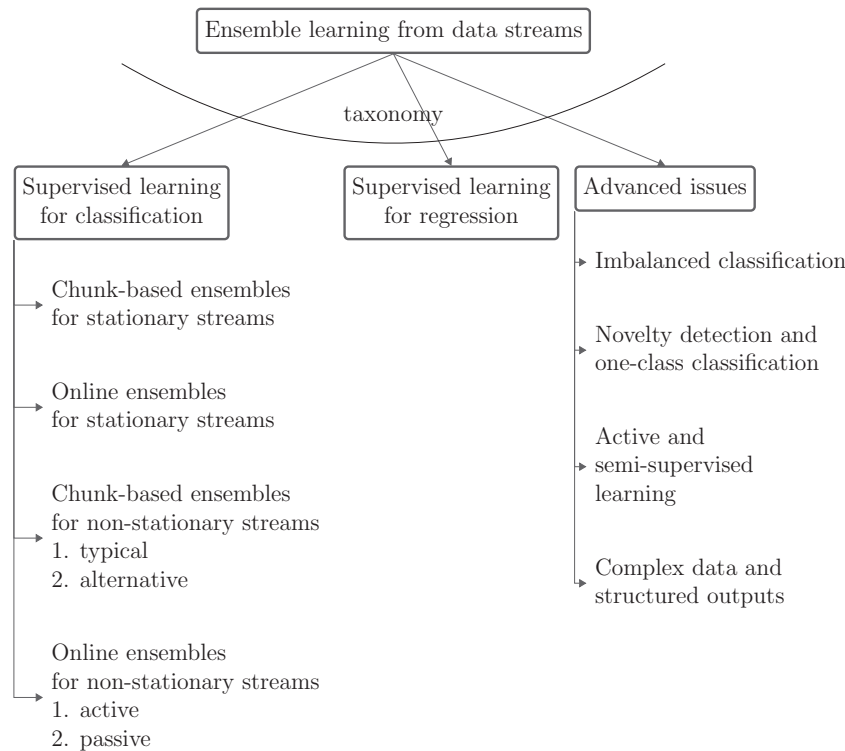 Ensemble learning from data streams
taxonomy
Supervised learning
for classification
Chunk-based ensembles
for stationary streams
Online ensembles
for stationary streams
Chunk-based ensembles
for non-stationary streams
1. typical
2. alternative
Online ensembles
for non-stationary streams
1. active
2. passive
Supervised learning
for regression
Advanced issues
Imbalanced classification
Novelty detection and
one-class classification
Active and
semi-supervised
learning
Complex data and
structured outputs